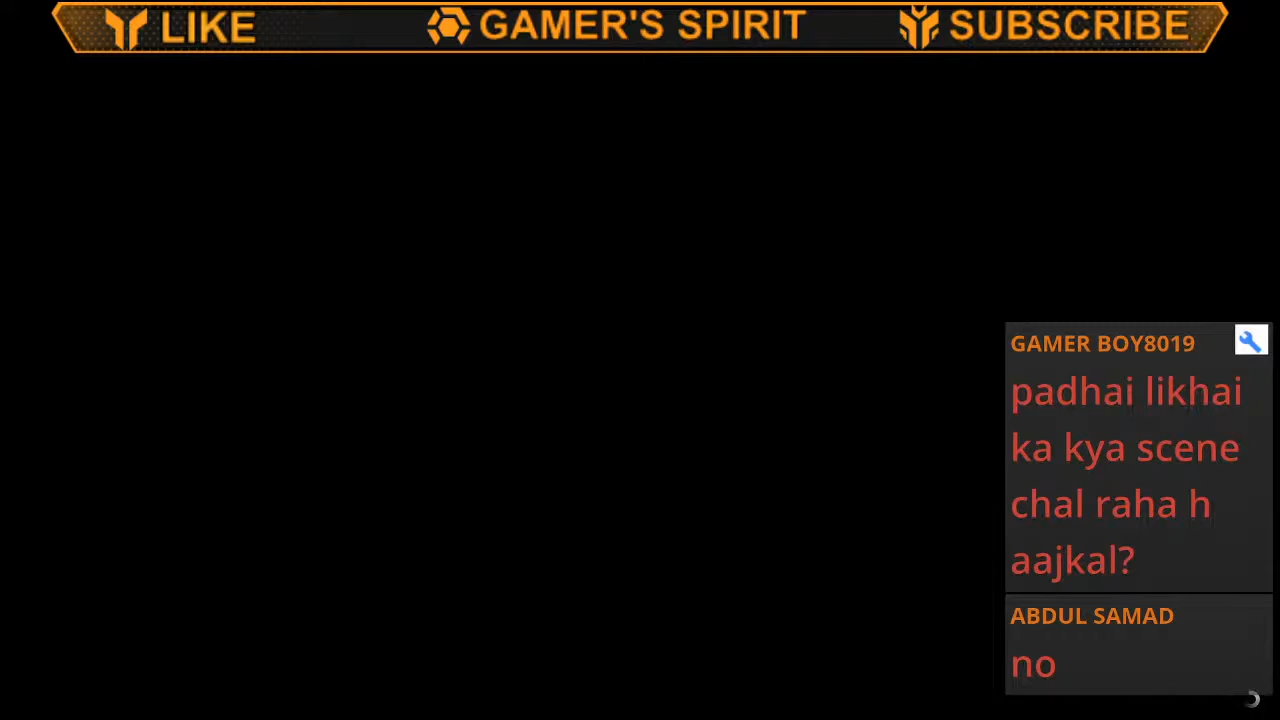 LIKE GAMER'S SPIRIT SUBSCRIBE
GAMER BOY8019
padhai likhai
ka kya scene
chal raha h
aajkal?
ABDUL SAMAD
no